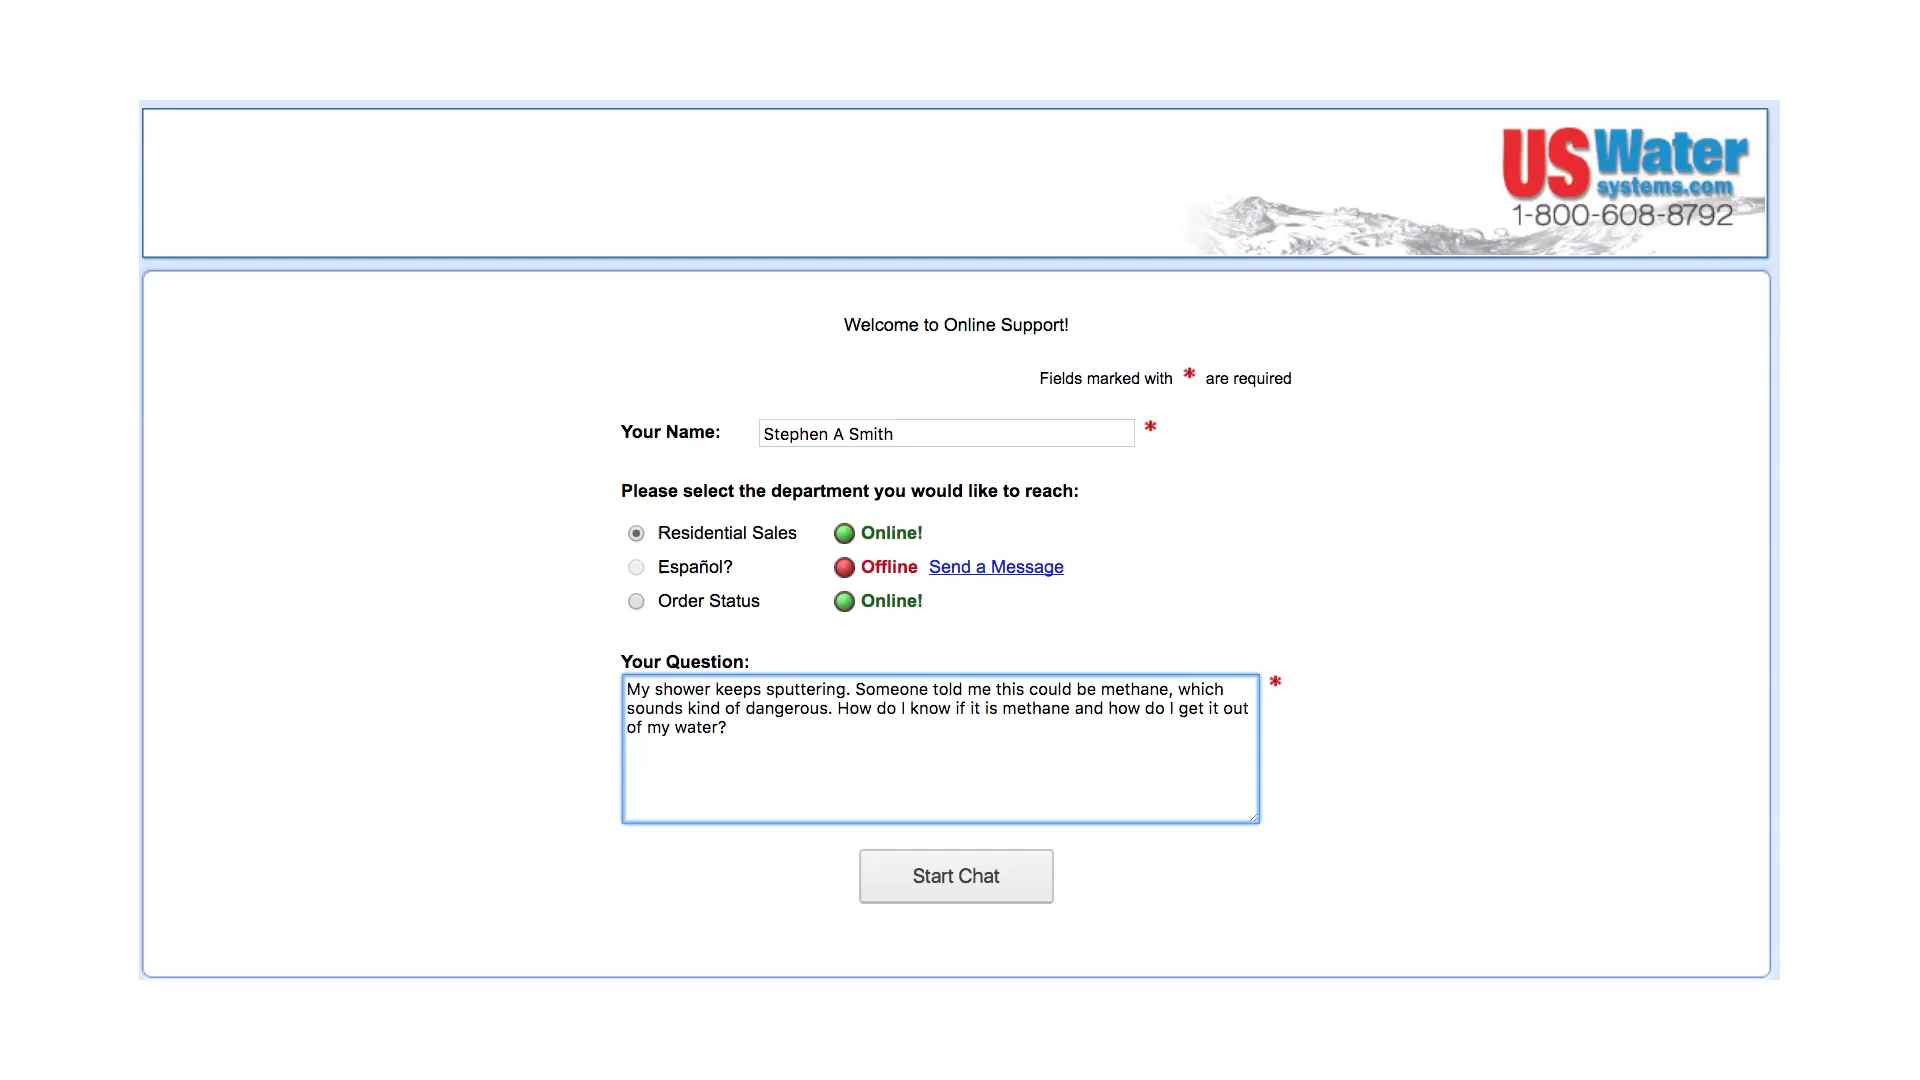 US Water
systems.com
1-800-608-8792
Welcome to Online Support!
Fields marked with * are required
Your Name: Stephen A Smith *
Please select the department you would like to reach:
Residential Sales Online!
Español? Offline Send a Message
Order Status Online!
Your Question:
My shower keeps sputtering. Someone told me this could be methane, which *
sounds kind of dangerous. How do I know if it is methane and how do I get it out
of my water?
Start Chat